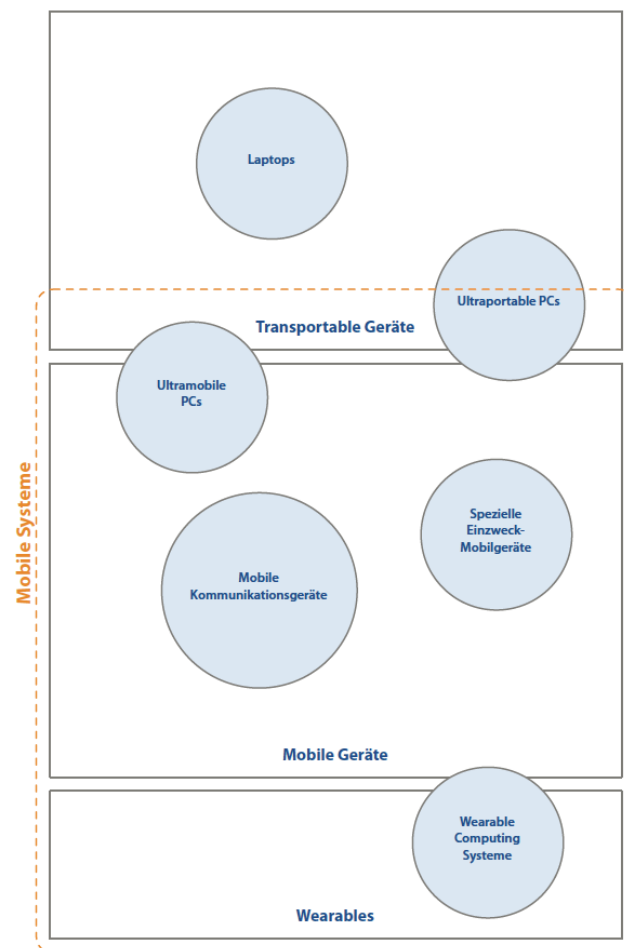 Laptops
Ultraportable PCs
Transportable Geräte
Ultramobile
PCs
Mobile Systeme
Spezielle
Einzweck-
Mobilgeräte
Mobile
Kommunikationsgeräte
Mobile Geräte
Wearable
Computing
Systeme
Wearables